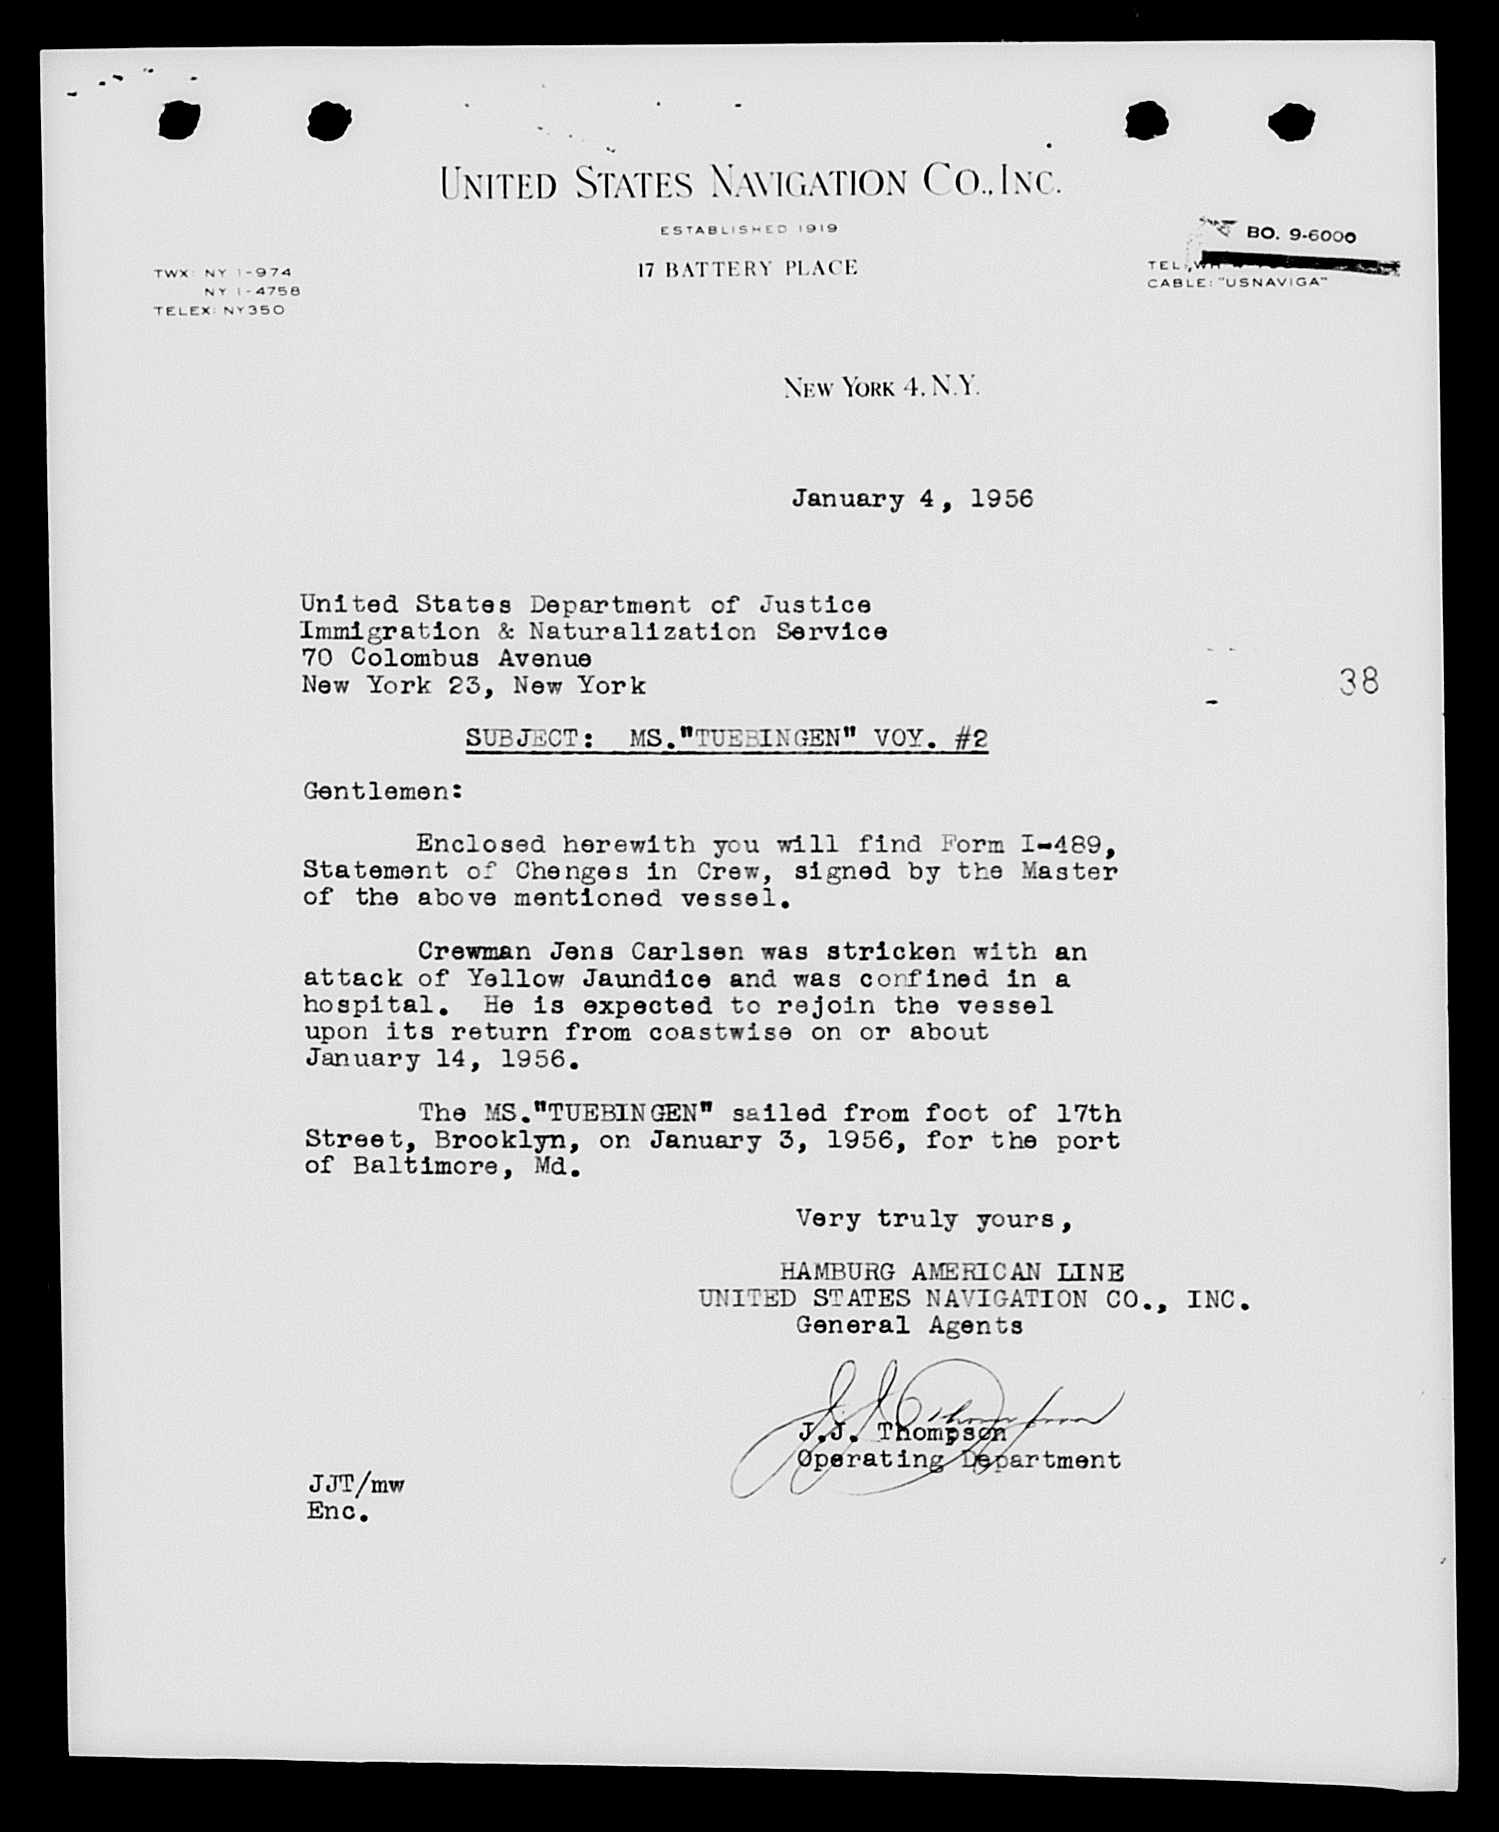 UNITED STATES NAVIGATION CO., INC.
ESTABLISHED 1919
17 BATTERY PLACE
TWX: NY 1-974
NY 1-4758
TELEX: NY350
BO. 9-6000
TEL.: WH
CABLE: "USNAVIGA"
NEW YORK 4, N.Y.
January 4, 1956
United States Department of Justice
Immigration & Naturalization Service
70 Colombus Avenue
New York 23, New York
38
SUBJECT: MS."TUEBINGEN" VOY. #2
Gentlemen:
Enclosed herewith you will find Form I-489,
Statement of Chenges in Crew, signed by the Master
of the above mentioned vessel.
Crewman Jens Carlsen was stricken with an
attack of Yellow Jaundice and was confined in a
hospital. He is expected to rejoin the vessel
upon its return from coastwise on or about
January 14, 1956.
The MS."TUEBINGEN" sailed from foot of 17th
Street, Brooklyn, on January 3, 1956, for the port
of Baltimore, Md.
Very truly yours,
HAMBURG AMERICAN LINE
UNITED STATES NAVIGATION CO., INC.
General Agents
J J Thompson
J.J. Thompson
Operating Department
JJT/mw
Enc.